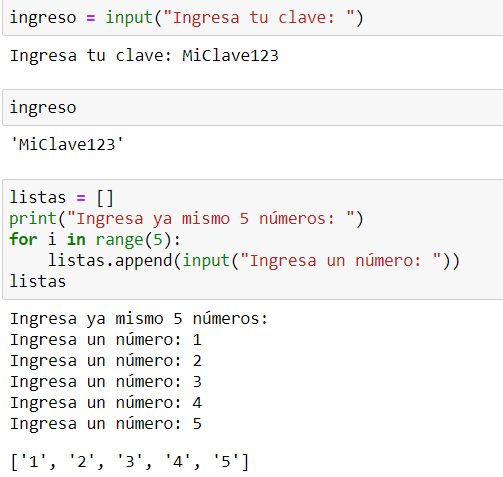 ingreso = input("Ingresa tu clave: ")
Ingresa tu clave: MiClave123
ingreso
'MiClave123'
listas = []
print("Ingresa ya mismo 5 números: ")
for i in range(5):
    listas.append(input("Ingresa un número: "))
listas
Ingresa ya mismo 5 números:
Ingresa un número: 1
Ingresa un número: 2
Ingresa un número: 3
Ingresa un número: 4
Ingresa un número: 5
['1', '2', '3', '4', '5']